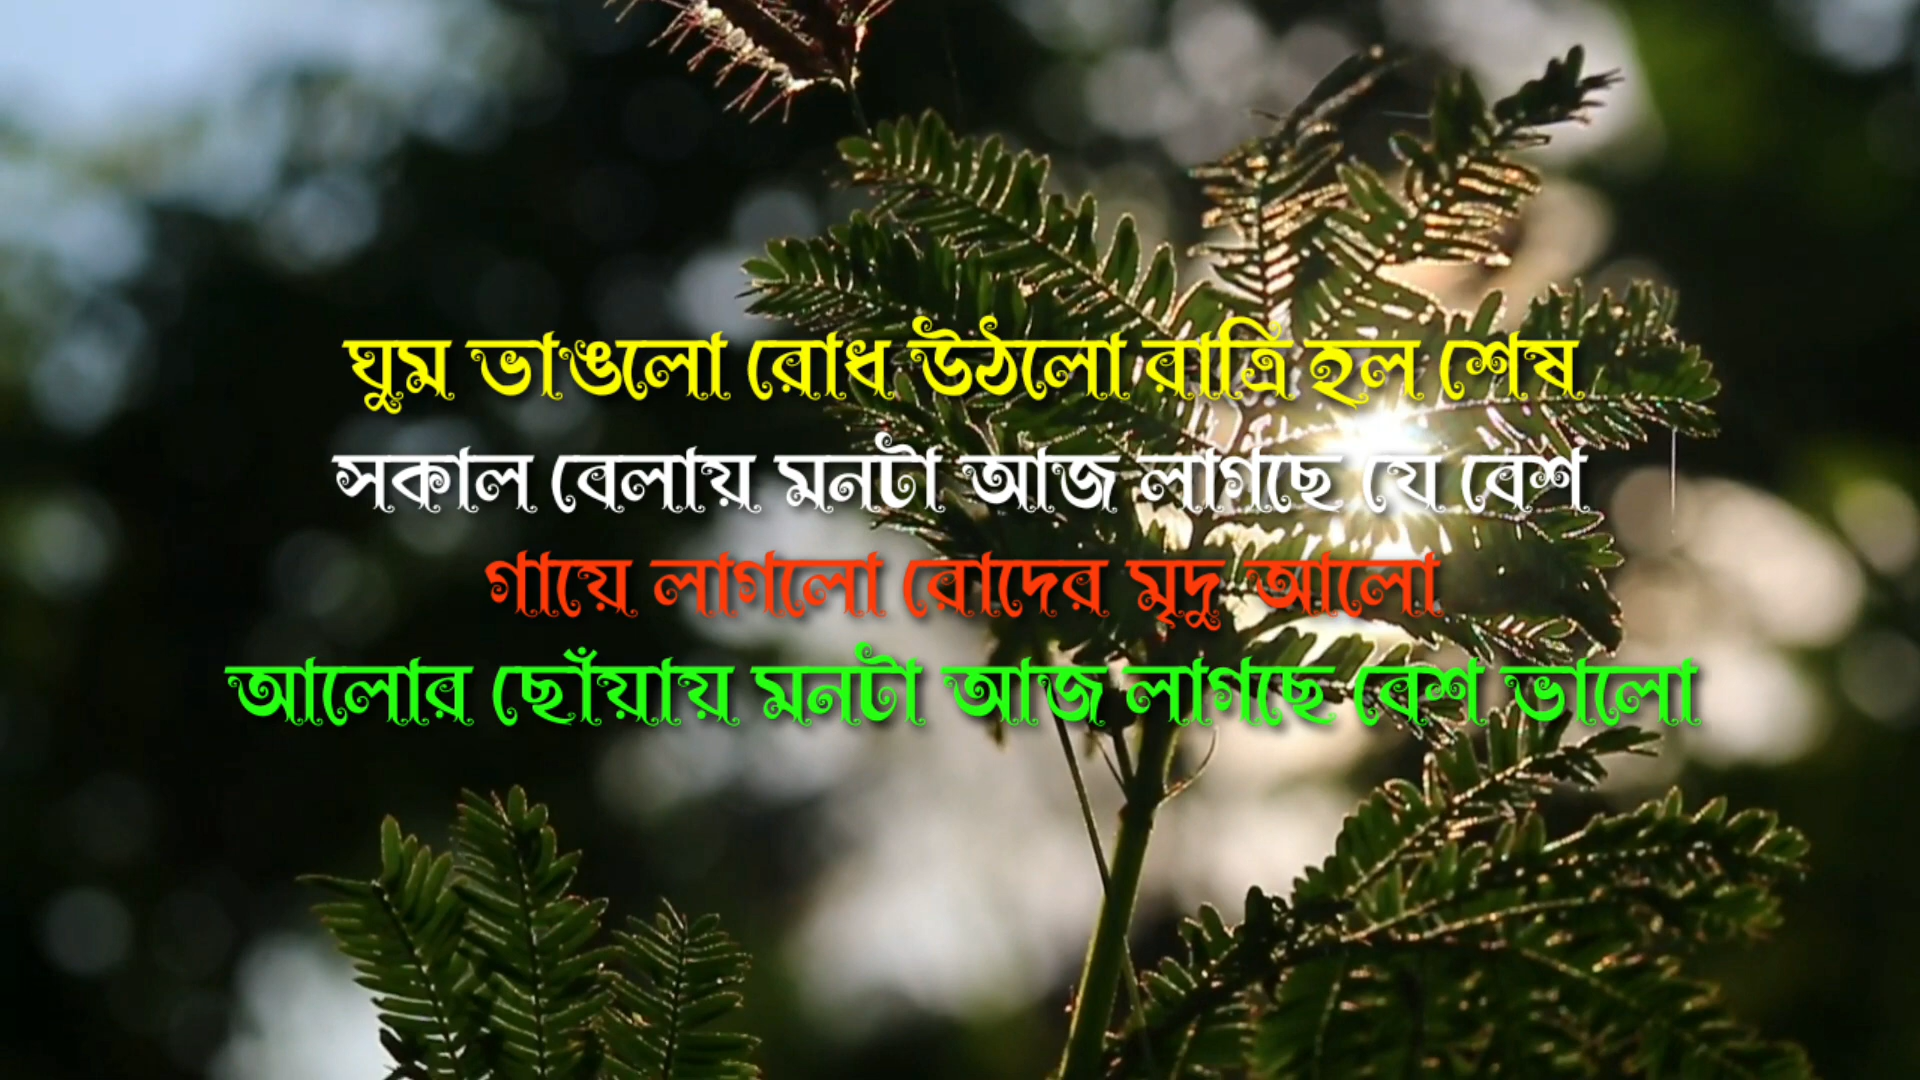 ঘুম ভাঙলো রোধ উঠলো রাত্রি হল শেষ
সকাল বেলায় মনটা আজ লাগছে যে বেশ
গায়ে লাগলো রোদের মৃদু আলো
আলোর ছোঁয়ায় মনটা আজ লাগছে বেশ ভালো